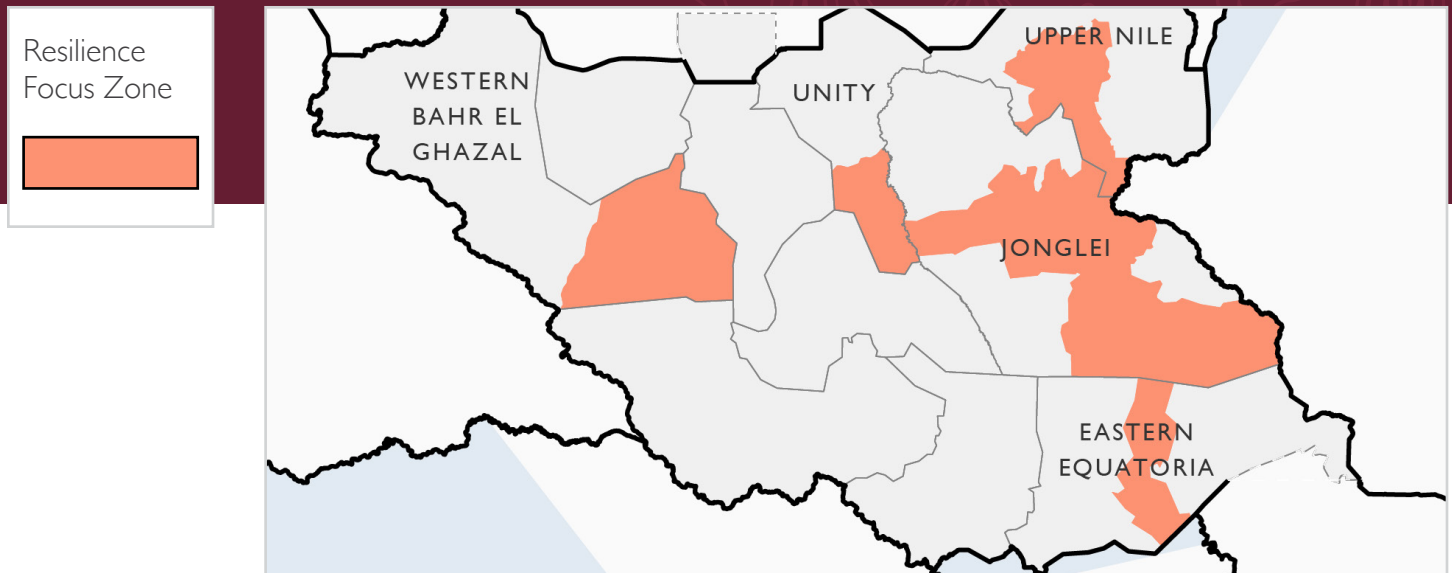 Resilience
Focus Zone
WESTERN
BAHR EL
GHAZAL
UNITY
UPPER NILE
JONGLEI
EASTERN
EQUATORIA